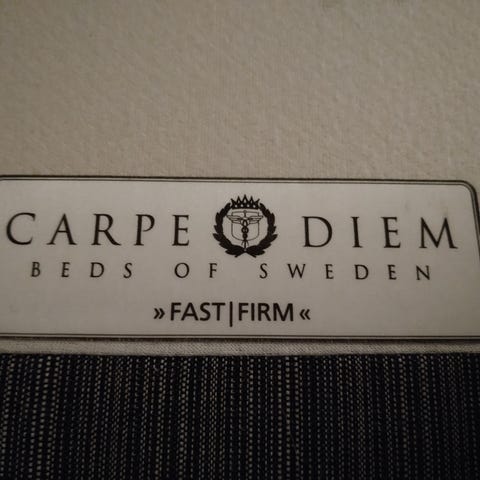 CARPE DIEM
BEDS OF SWEDEN
»FAST|FIRM«